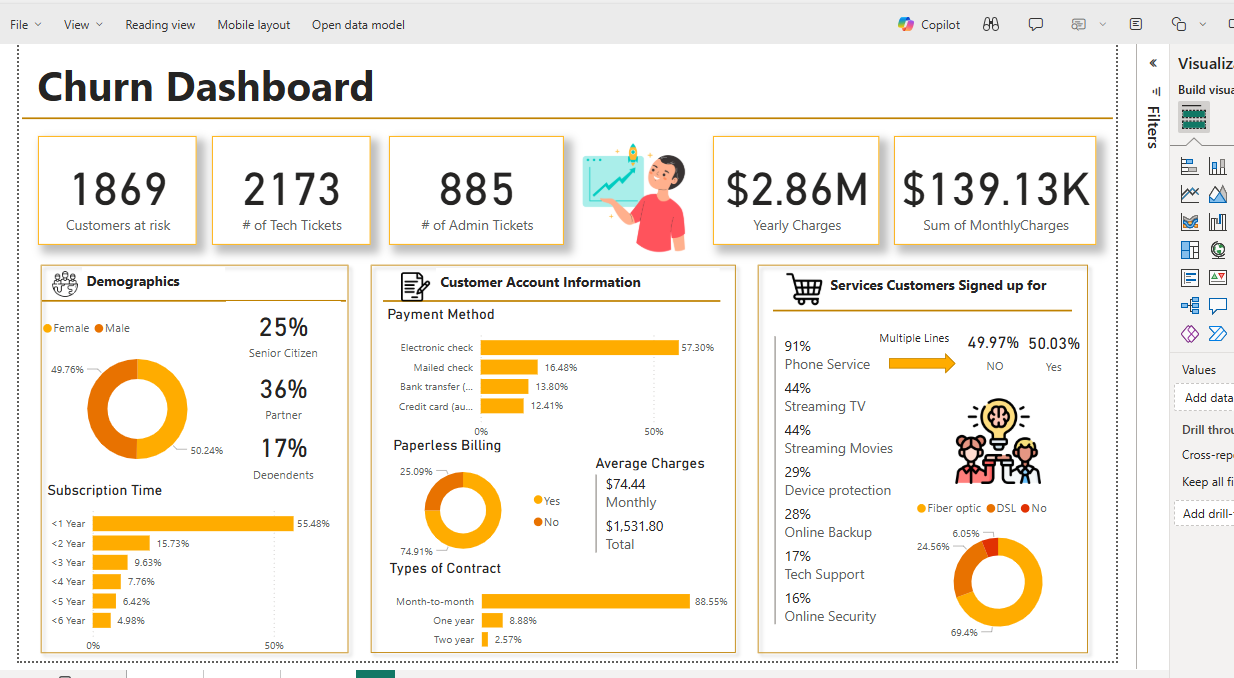 File View Reading view Mobile layout Open data model Copilot
Churn Dashboard
1869
Customers at risk
2173
# of Tech Tickets
885
# of Admin Tickets
$2.86M
Yearly Charges
$139.13K
Sum of MonthlyCharges
Demographics
Female Male
49.76%
50.24%
25%
Senior Citizen
36%
Partner
17%
Dependents
Subscription Time
<1 Year 55.48%
<2 Year 15.73%
<3 Year 9.63%
<4 Year 7.76%
<5 Year 6.42%
<6 Year 4.98%
0% 50%
Customer Account Information
Payment Method
Electronic check 57.30%
Mailed check 16.48%
Bank transfer (... 13.80%
Credit card (au... 12.41%
0% 50%
Paperless Billing
25.09%
74.91%
Yes
No
Average Charges
$74.44
Monthly
$1,531.80
Total
Types of Contract
Month-to-month 88.55%
One year 8.88%
Two year 2.57%
Services Customers Signed up for
91%
Phone Service
44%
Streaming TV
44%
Streaming Movies
29%
Device protection
28%
Online Backup
17%
Tech Support
16%
Online Security
Multiple Lines
49.97% 50.03%
NO Yes
Fiber optic DSL No
6.05%
24.56%
69.4%
Filters
Visualiz
Build visua
Values
Add data
Drill throu
Cross-rep
Keep all fi
Add drill-